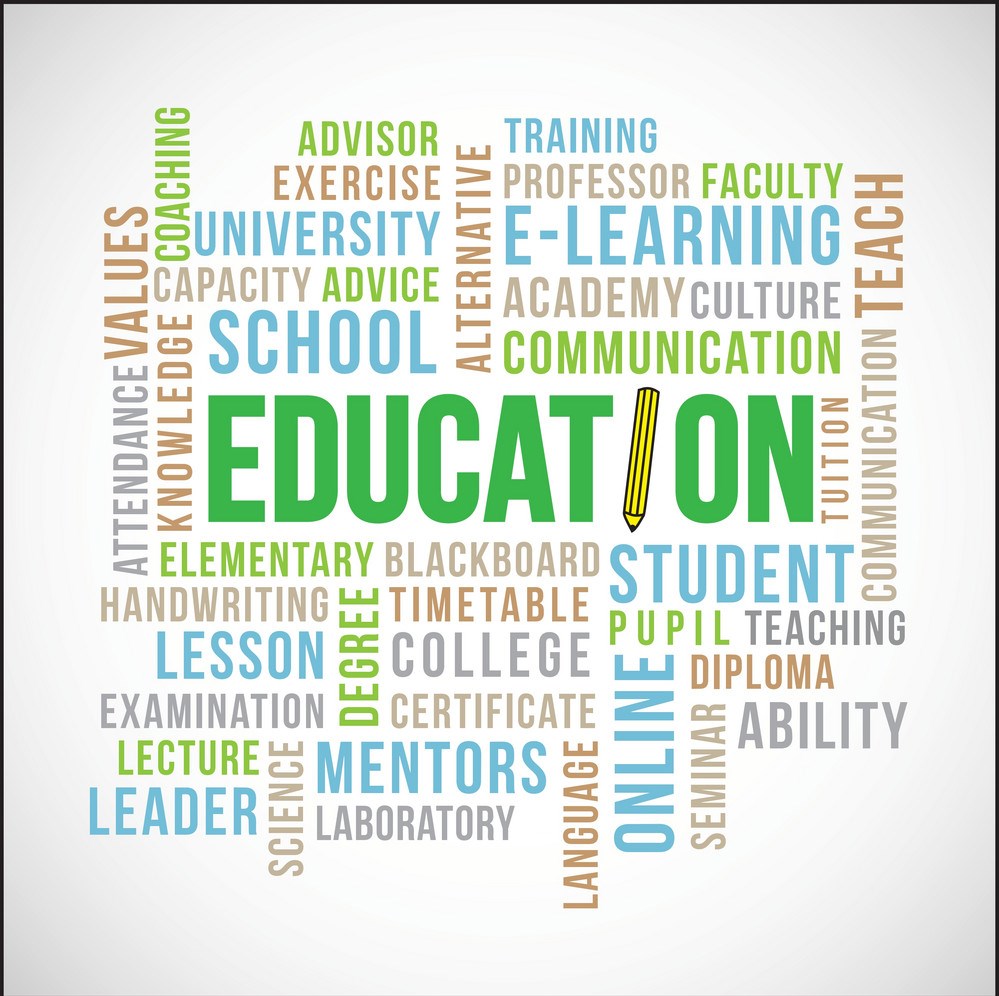 COACHING
ADVISOR
TRAINING
EXERCISE
ALTERNATIVE
PROFESSOR
FACULTY
TEACH
VALUES
UNIVERSITY
E-LEARNING
CAPACITY
ADVICE
ACADEMY
CULTURE
KNOWLEDGE
SCHOOL
COMMUNICATION
COMMUNICATION
ATTENDANCE
EDUCATION
TUITION
ELEMENTARY
BLACKBOARD
STUDENT
HANDWRITING
DEGREE
TIMETABLE
PUPIL
TEACHING
LESSON
COLLEGE
ONLINE
DIPLOMA
EXAMINATION
CERTIFICATE
SEMINAR
ABILITY
LECTURE
SCIENCE
MENTORS
LANGUAGE
LEADER
LABORATORY